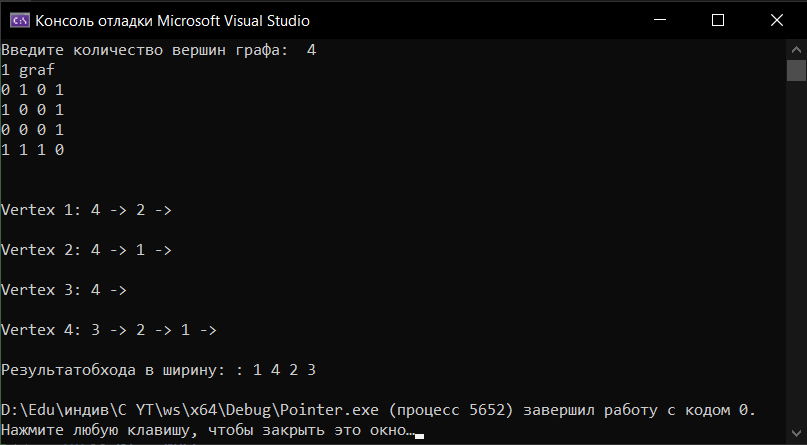 Консоль отладки Microsoft Visual Studio
Введите количество вершин графа:  4
1 graf
0 1 0 1
1 0 0 1
0 0 0 1
1 1 1 0
Vertex 1: 4 -> 2 ->
Vertex 2: 4 -> 1 ->
Vertex 3: 4 ->
Vertex 4: 3 -> 2 -> 1 ->
Результатобхода в ширину: : 1 4 2 3
D:\Edu\индив\C YT\ws\x64\Debug\Pointer.exe (процесс 5652) завершил работу с кодом 0.
Нажмите любую клавишу, чтобы закрыть это окно…